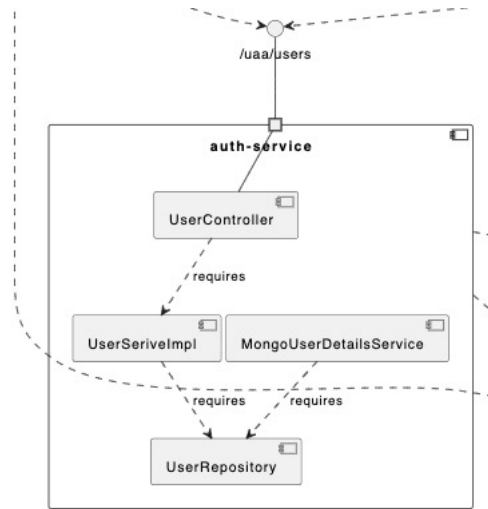 /uaa/users
auth-service
UserController
requires
UserSeriveImpl
MongoUserDetailsService
requires
requires
UserRepository